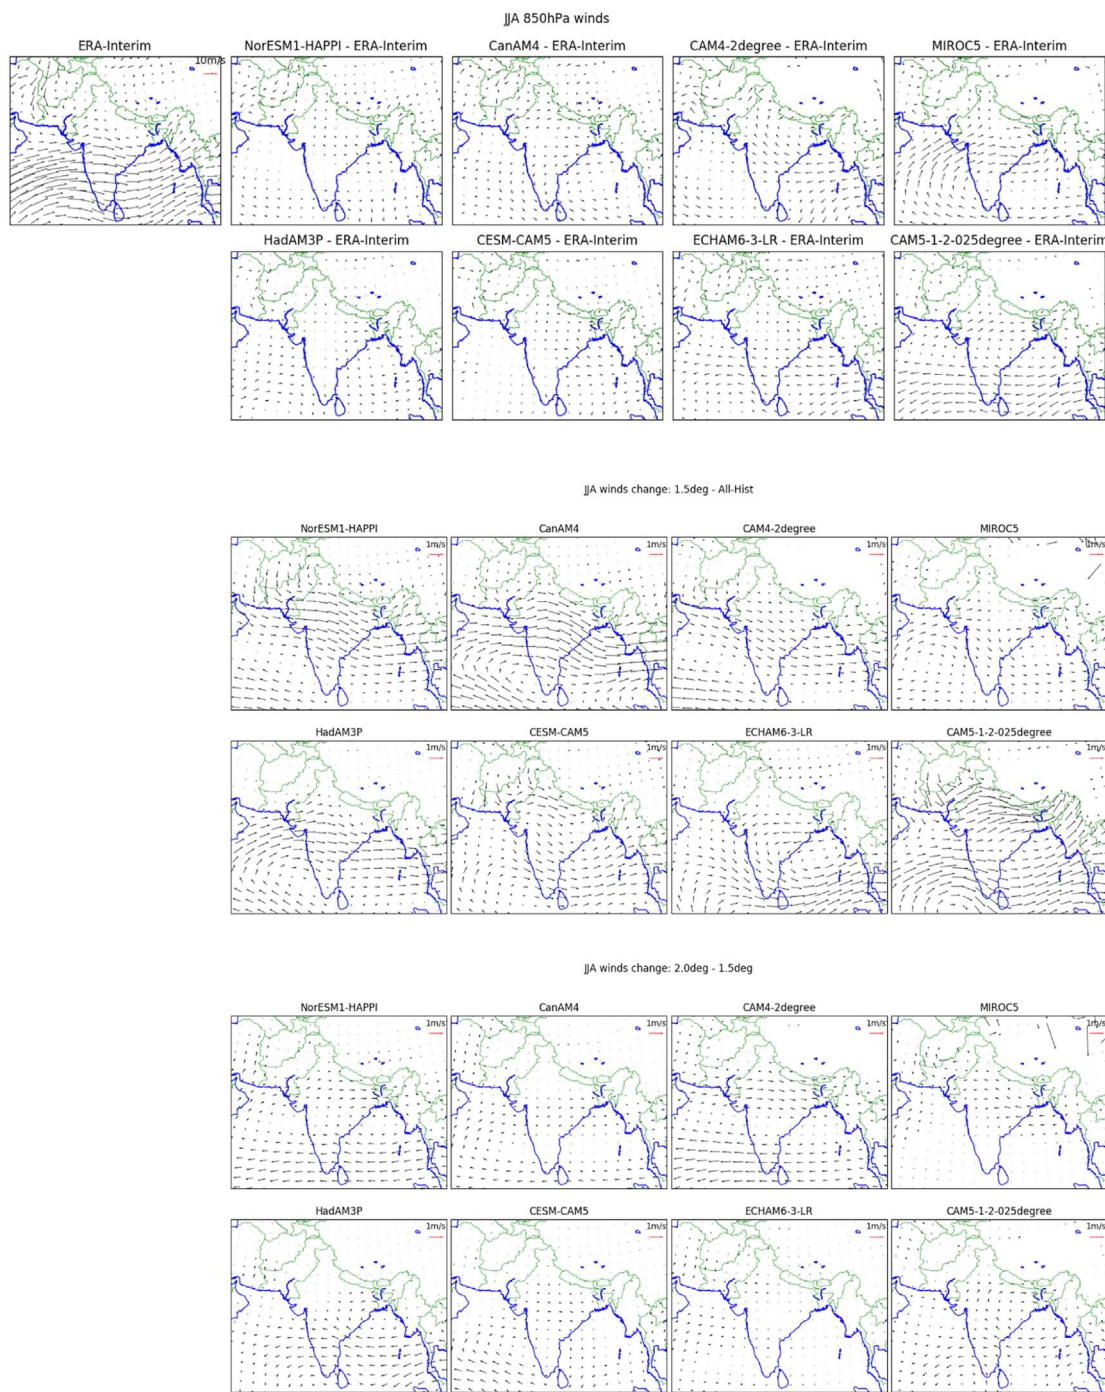 JJA 850hPa winds
ERA-Interim
NorESM1-HAPPI - ERA-Interim
CanAM4 - ERA-Interim
CAM4-2degree - ERA-Interim
MIROC5 - ERA-Interim
10m/s
HadAM3P - ERA-Interim
CESM-CAM5 - ERA-Interim
ECHAM6-3-LR - ERA-Interim
CAM5-1-2-025degree - ERA-Interim
JJA winds change: 1.5deg - All-Hist
NorESM1-HAPPI
CanAM4
CAM4-2degree
MIROC5
1m/s
1m/s
1m/s
1m/s
HadAM3P
CESM-CAM5
ECHAM6-3-LR
CAM5-1-2-025degree
1m/s
1m/s
1m/s
1m/s
JJA winds change: 2.0deg - 1.5deg
NorESM1-HAPPI
CanAM4
CAM4-2degree
MIROC5
1m/s
1m/s
1m/s
1m/s
HadAM3P
CESM-CAM5
ECHAM6-3-LR
CAM5-1-2-025degree
1m/s
1m/s
1m/s
1m/s